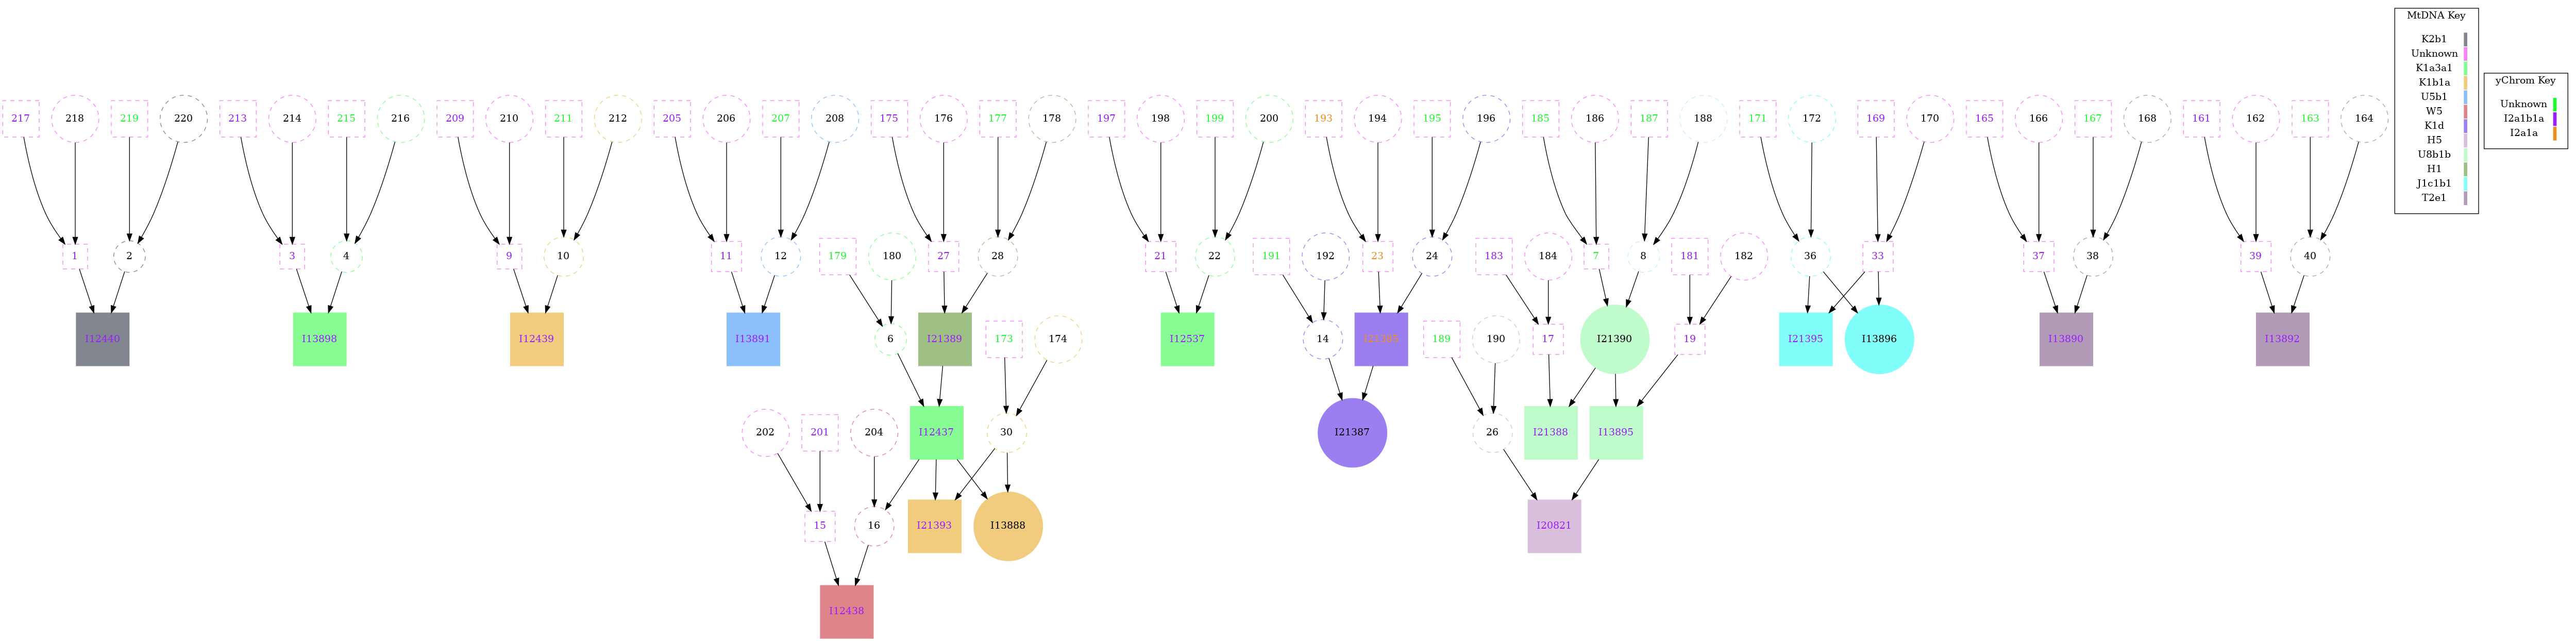 MtDNA Key
K2b1
Unknown
K1a3a1
K1b1a
U5b1
W5
K1d
H5
U8b1b
H1
J1c1b1
T2e1
yChrom Key
Unknown
I2a1b1a
I2a1a
217 218 219 220 213 214 215 216 209 210 211 212 205 206 207 208 175 176 177 178 197 198 199 200 193 194 195 196 185 186 187 188 171 172 169 170 165 166 167 168 161 162 163 164
1 2 3 4 9 10 11 12 179 180 27 28 21 22 191 192 23 24 183 184 7 8 181 182 36 33 37 38 39 40
I12440 I13898 I12439 I13891 6 I21389 173 174 I12537 14 189 190 17 I21390 19 I21395 I13896 I13890 I13892
202 201 204 I12437 30 I21387 26 I21388 I13895
15 16 I21393 I13888 I20821
I12438